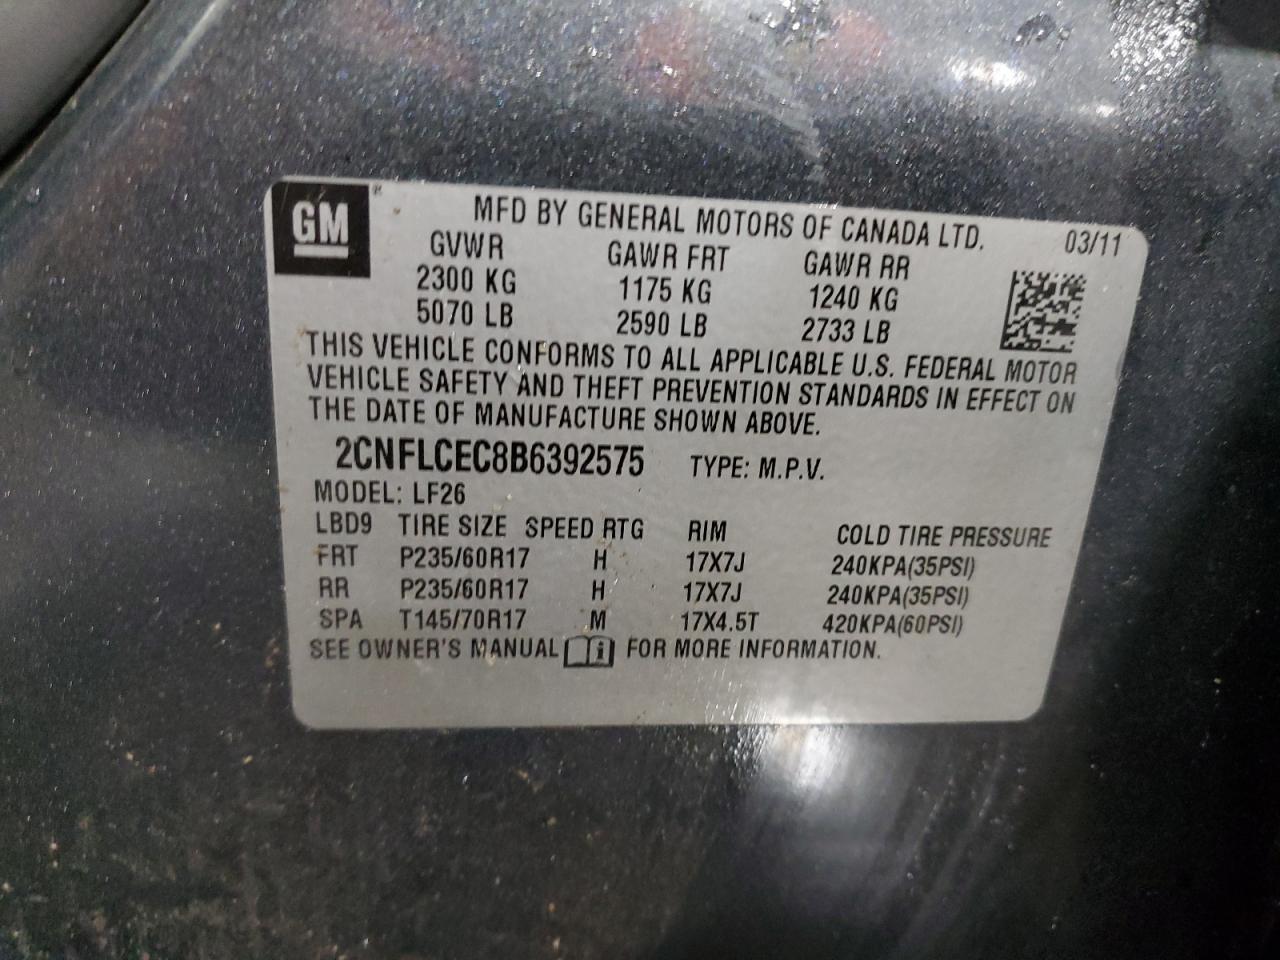 GM
MFD BY GENERAL MOTORS OF CANADA LTD. 03/11
GVWR GAWR FRT GAWR RR
2300 KG 1175 KG 1240 KG
5070 LB 2590 LB 2733 LB
THIS VEHICLE CONFORMS TO ALL APPLICABLE U.S. FEDERAL MOTOR
VEHICLE SAFETY AND THEFT PREVENTION STANDARDS IN EFFECT ON
THE DATE OF MANUFACTURE SHOWN ABOVE.
2CNFLCEC8B6392575 TYPE: M.P.V.
MODEL: LF26
LBD9 TIRE SIZE SPEED RTG RIM COLD TIRE PRESSURE
FRT P235/60R17 H 17X7J 240KPA(35PSI)
RR P235/60R17 H 17X7J 240KPA(35PSI)
SPA T145/70R17 M 17X4.5T 420KPA(60PSI)
SEE OWNER'S MANUAL i FOR MORE INFORMATION.